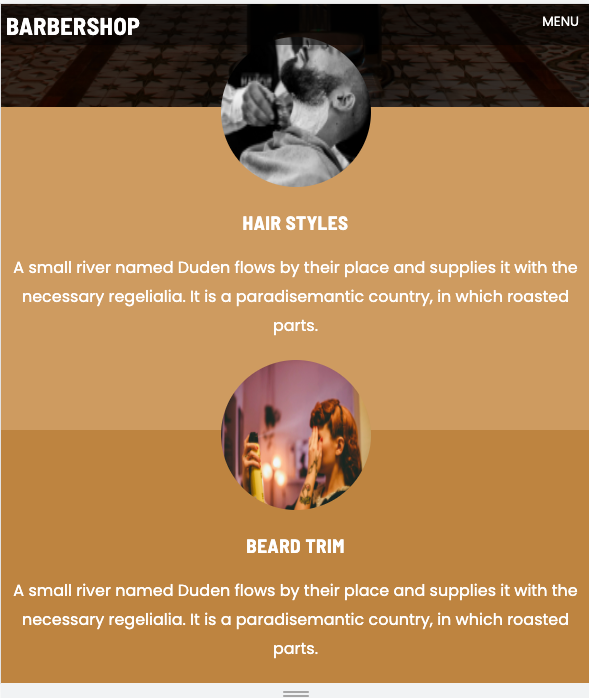 BARBERSHOP
MENU
HAIR STYLES
A small river named Duden flows by their place and supplies it with the
necessary regelialia. It is a paradisemantic country, in which roasted
parts.
BEARD TRIM
A small river named Duden flows by their place and supplies it with the
necessary regelialia. It is a paradisemantic country, in which roasted
parts.